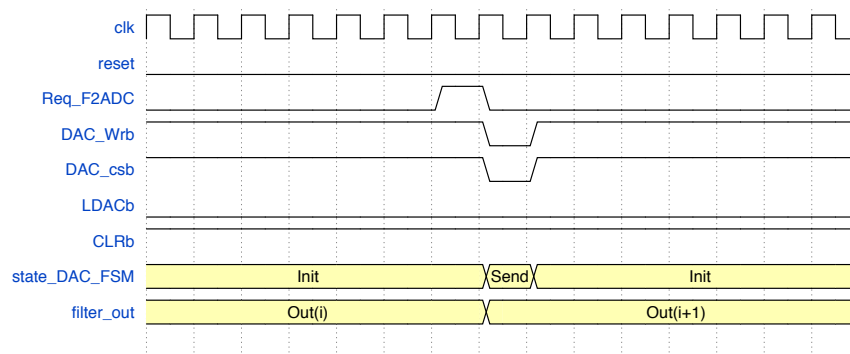 clk
reset
Req_F2ADC
DAC_Wrb
DAC_csb
LDACb
CLRb
state_DAC_FSM Init Send Init
filter_out Out(i) Out(i+1)